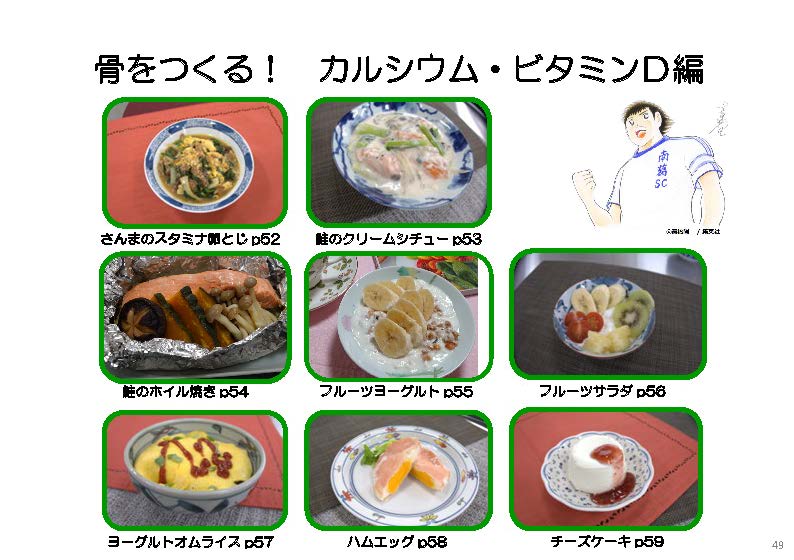 骨をつくる！　カルシウム・ビタミンD編
南葛
SC
さんまのスタミナ卵とじ p52
鮭のクリームシチュー p53
©高橋陽一/集英社
鮭のホイル焼き p54
フルーツヨーグルト p55
フルーツサラダ p56
ヨーグルトオムライス p57
ハムエッグ p58
チーズケーキ p59
49